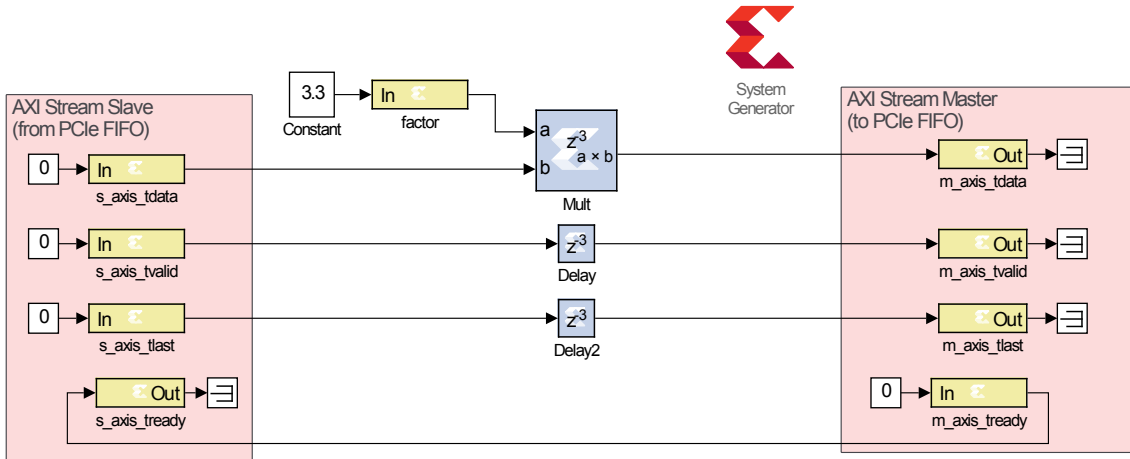 System
Generator
AXI Stream Slave
(from PCIe FIFO)
AXI Stream Master
(to PCIe FIFO)
3.3
Constant
In
factor
a
b
z-3
a × b
Mult
0
In
s_axis_tdata
Out
m_axis_tdata
0
In
s_axis_tvalid
z-3
Delay
Out
m_axis_tvalid
0
In
s_axis_tlast
z-3
Delay2
Out
m_axis_tlast
Out
s_axis_tready
0
In
m_axis_tready